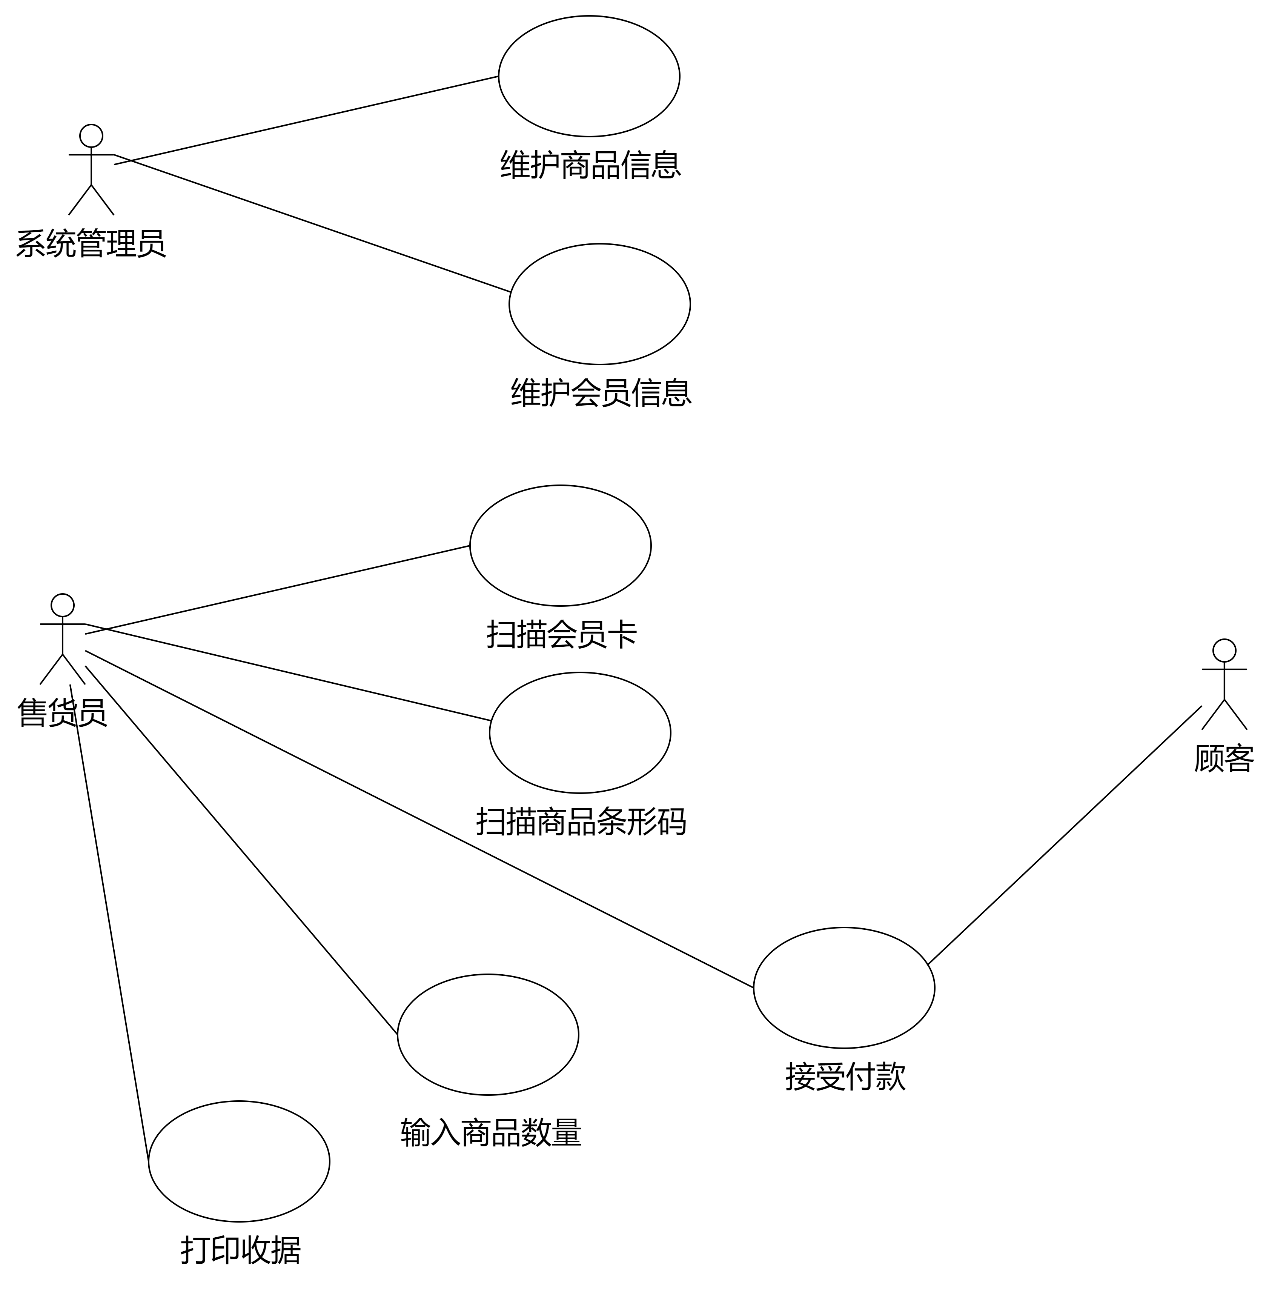 维护商品信息
系统管理员
维护会员信息
扫描会员卡
售货员
顾客
扫描商品条形码
接受付款
输入商品数量
打印收据